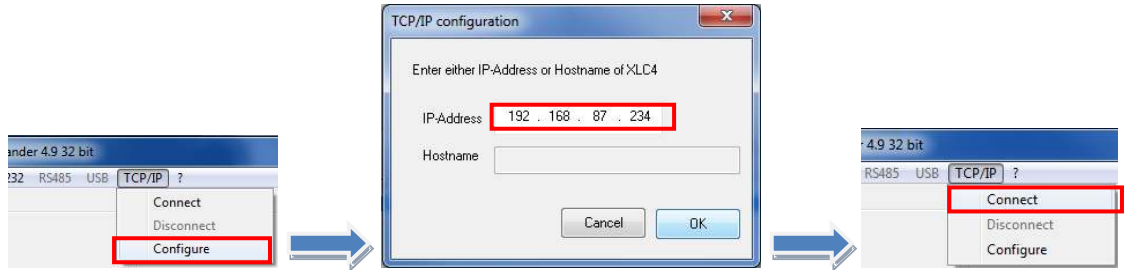 ander 4.9 32 bit
232 RS485 USB TCP/IP ?
Connect
Disconnect
Configure
TCP/IP configuration
Enter either IP-Address or Hostname of XLC4
IP-Address 192 . 168 . 87 . 234
Hostname
Cancel OK
4.9 32 bit
RS485 USB TCP/IP ?
Connect
Disconnect
Configure